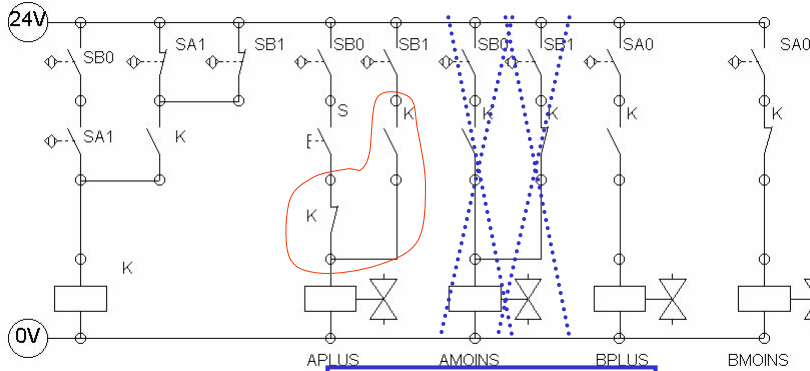 24V
SB0 SA1 SB1 SB0 SB1 SB0 SB1 SA0 SA0
S
SA1 K K K K K K
K
K
0V
APLUS AMOINS BPLUS BMOINS